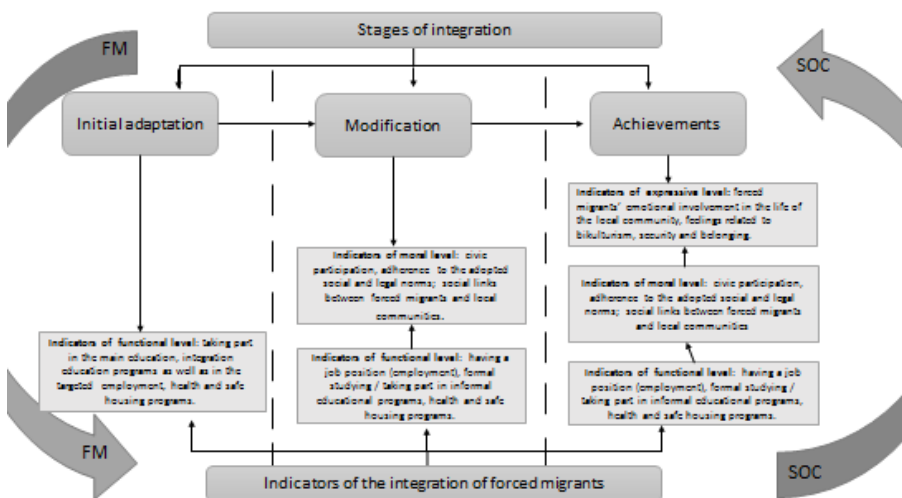 Stages of integration
FM
SOC
Initial adaptation
Modification
Achievements
Indicators of expressive level: forced
migrants' emotional involvement in the life of
the local community, feelings related to
bikulturism, security and belonging.
Indicators of moral level: civic
participation, adherence to the adopted
social and legal norms; social links
between forced migrants and local
communities.
Indicators of moral level: civic participation,
adherence to the adopted social and legal
norms; social links between forced migrants
and local communities
Indicators of functional level: taking part
in the main education, integration
education programs as well as in the
targeted employment, health and safe
housing programs.
Indicators of functional level: having a
job position (employment), formal
studying / taking part in informal
educational programs, health and safe
housing programs.
Indicators of functional level: having a job
position (employment), formal studying /
taking part in informal educational programs,
health and safe housing programs.
FM
SOC
Indicators of the integration of forced migrants